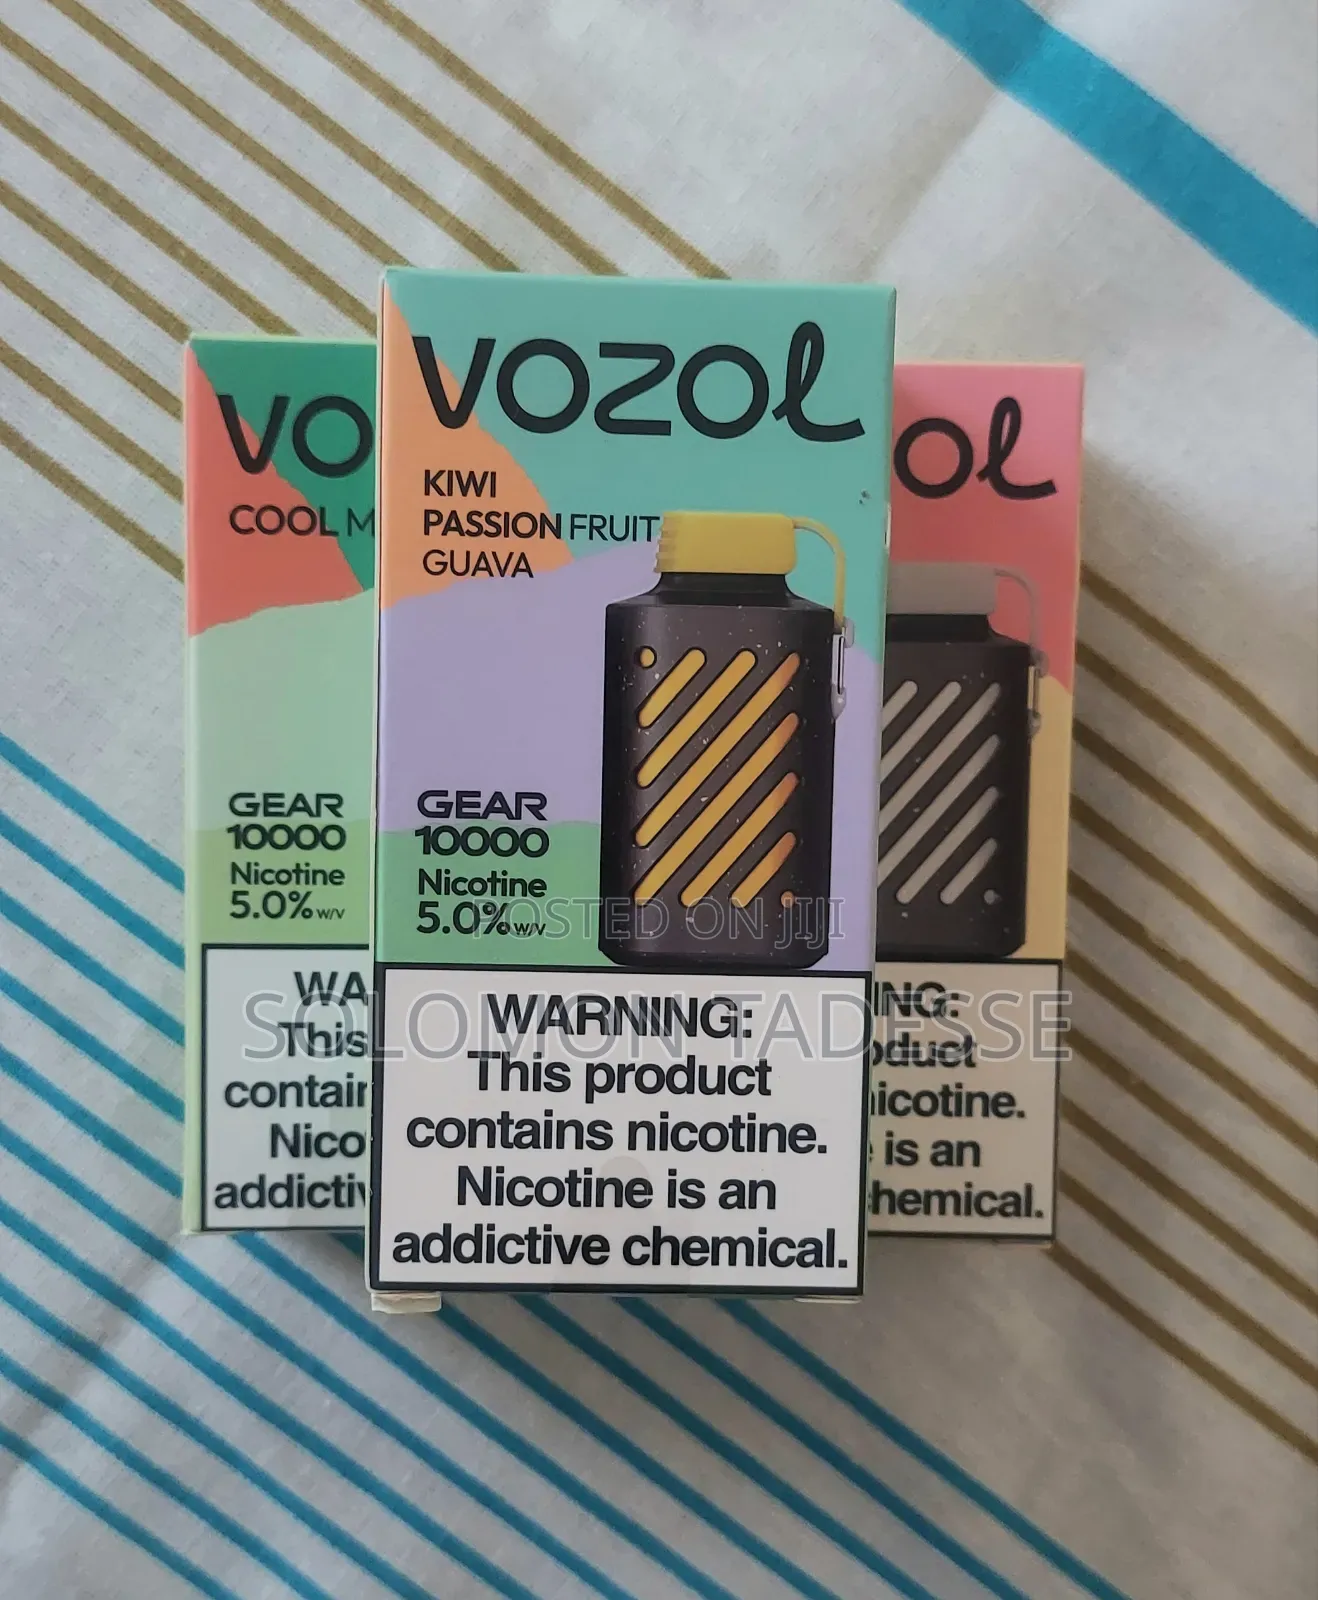 VOZOL
KIWI
PASSION FRUIT
GUAVA
GEAR
10000
Nicotine
5.0% w/v
WARNING:
This product
contains nicotine.
Nicotine is an
addictive chemical.
VO
COOL M
GEAR
10000
Nicotine
5.0% w/v
WA
This
contain
Nico
addictiv
OL
ING:
oduct
nicotine.
is an
chemical.
POSTED ON JIJI
SOLOMON TADESSE